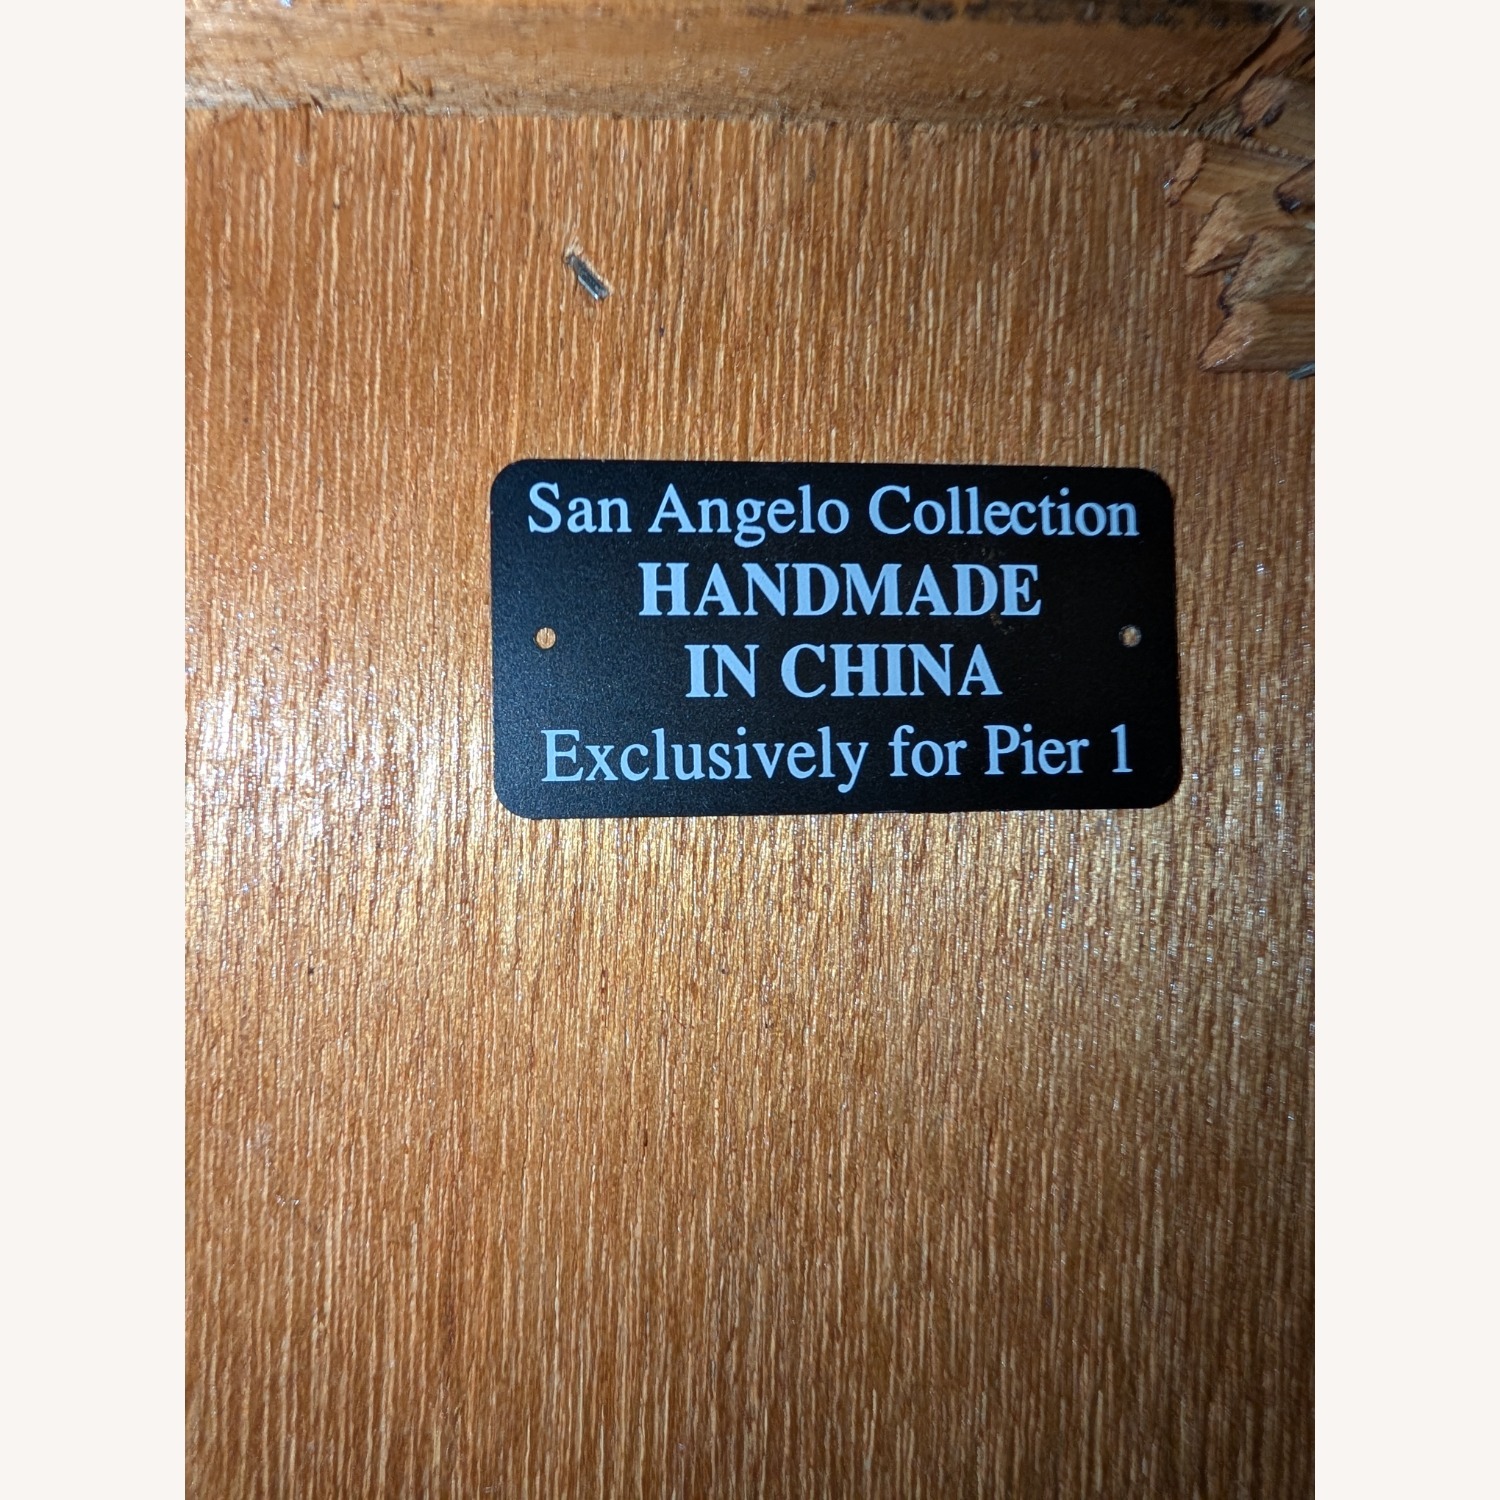 San Angelo Collection
HANDMADE
IN CHINA
Exclusively for Pier 1